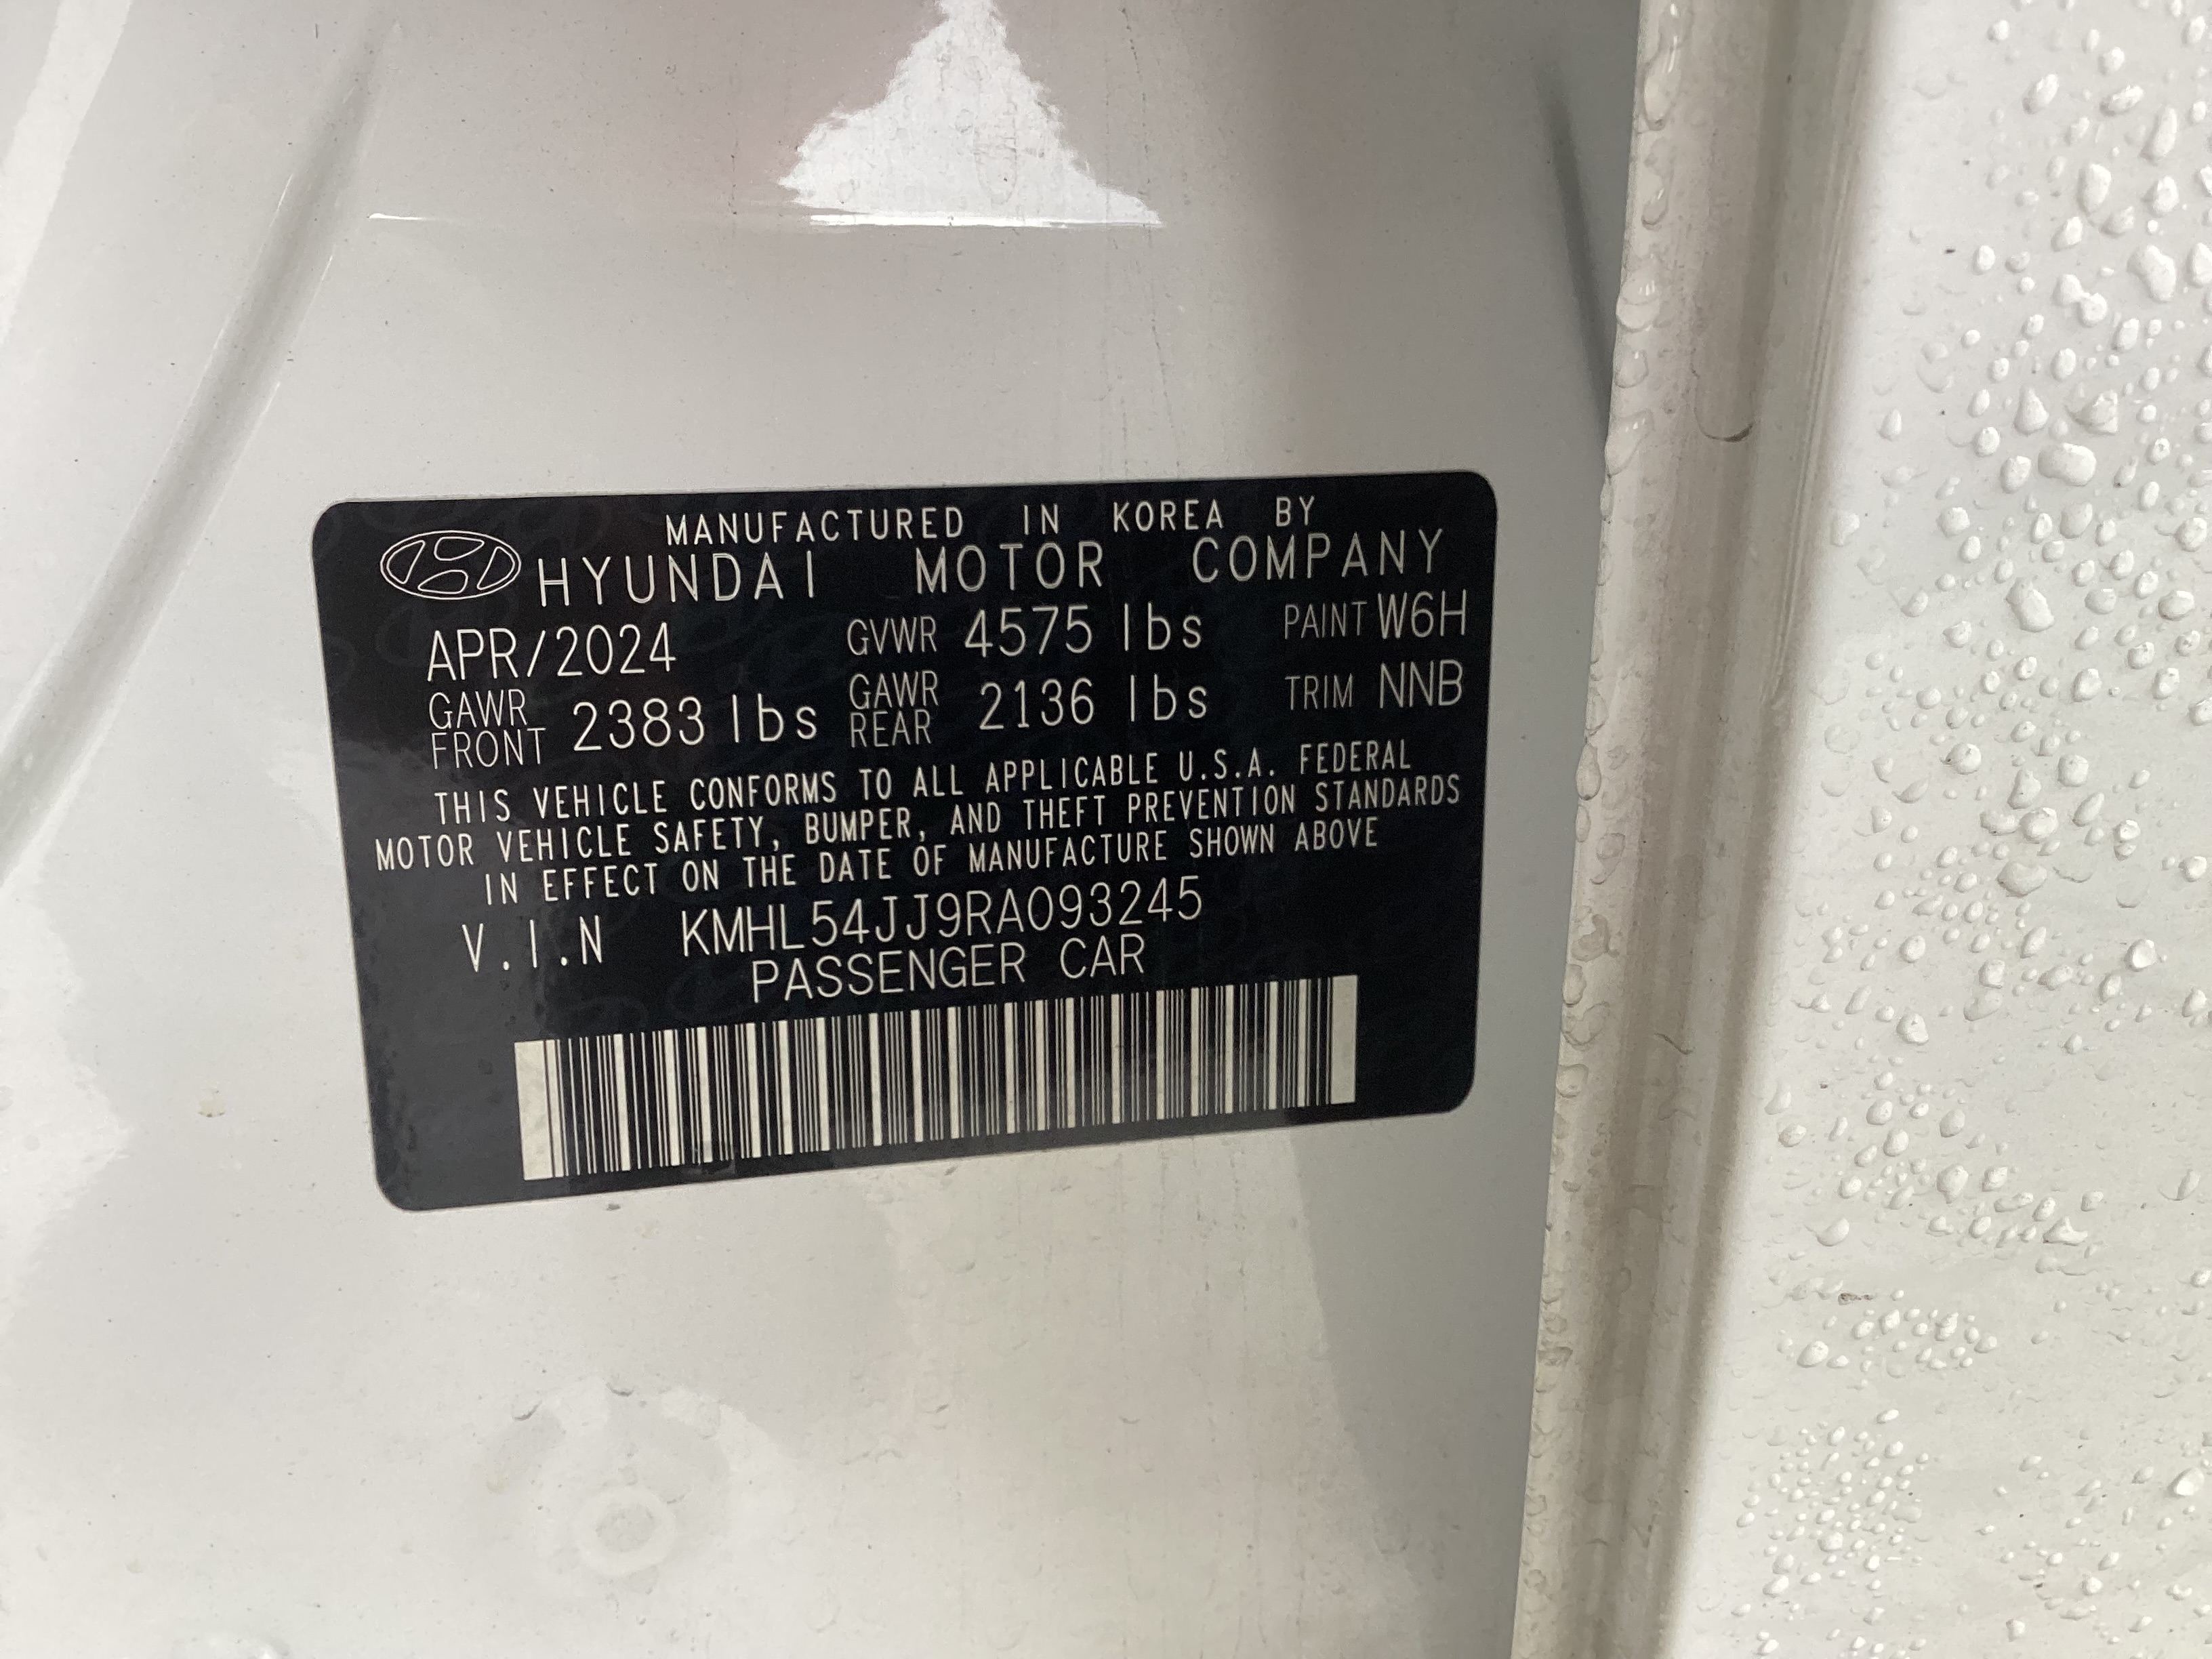 MANUFACTURED IN KOREA BY
HYUNDAI MOTOR COMPANY
APR/2024 GVWR 4575 lbs PAINT W6H
GAWR FRONT 2383 lbs GAWR REAR 2136 lbs TRIM NNB
THIS VEHICLE CONFORMS TO ALL APPLICABLE U.S.A. FEDERAL
MOTOR VEHICLE SAFETY, BUMPER, AND THEFT PREVENTION STANDARDS
IN EFFECT ON THE DATE OF MANUFACTURE SHOWN ABOVE
V.I.N KMHL54JJ9RA093245
PASSENGER CAR